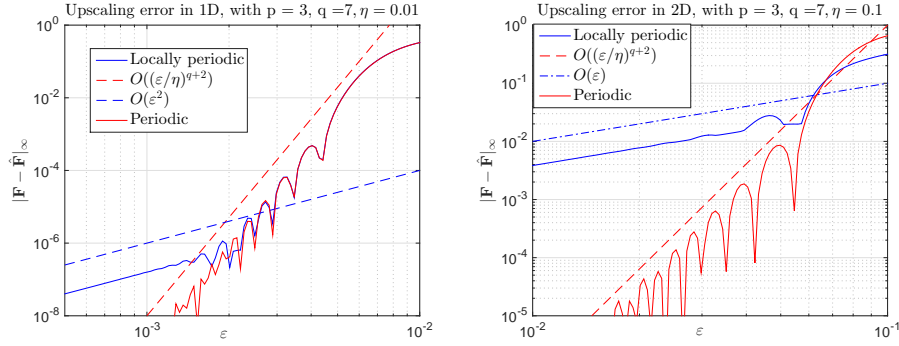 Upscaling error in 1D, with p = 3, q =7, η = 0.01
|F − F̂|∞
10^0
10^-2
10^-4
10^-6
10^-8
Locally periodic
O((ε/η)^{q+2})
O(ε^2)
Periodic
10^-3
10^-2
ε
Upscaling error in 2D, with p = 3, q =7, η = 0.1
|F − F̂|∞
10^0
10^-1
10^-2
10^-3
10^-4
10^-5
Locally periodic
O((ε/η)^{q+2})
O(ε)
Periodic
10^-2
10^-1
ε